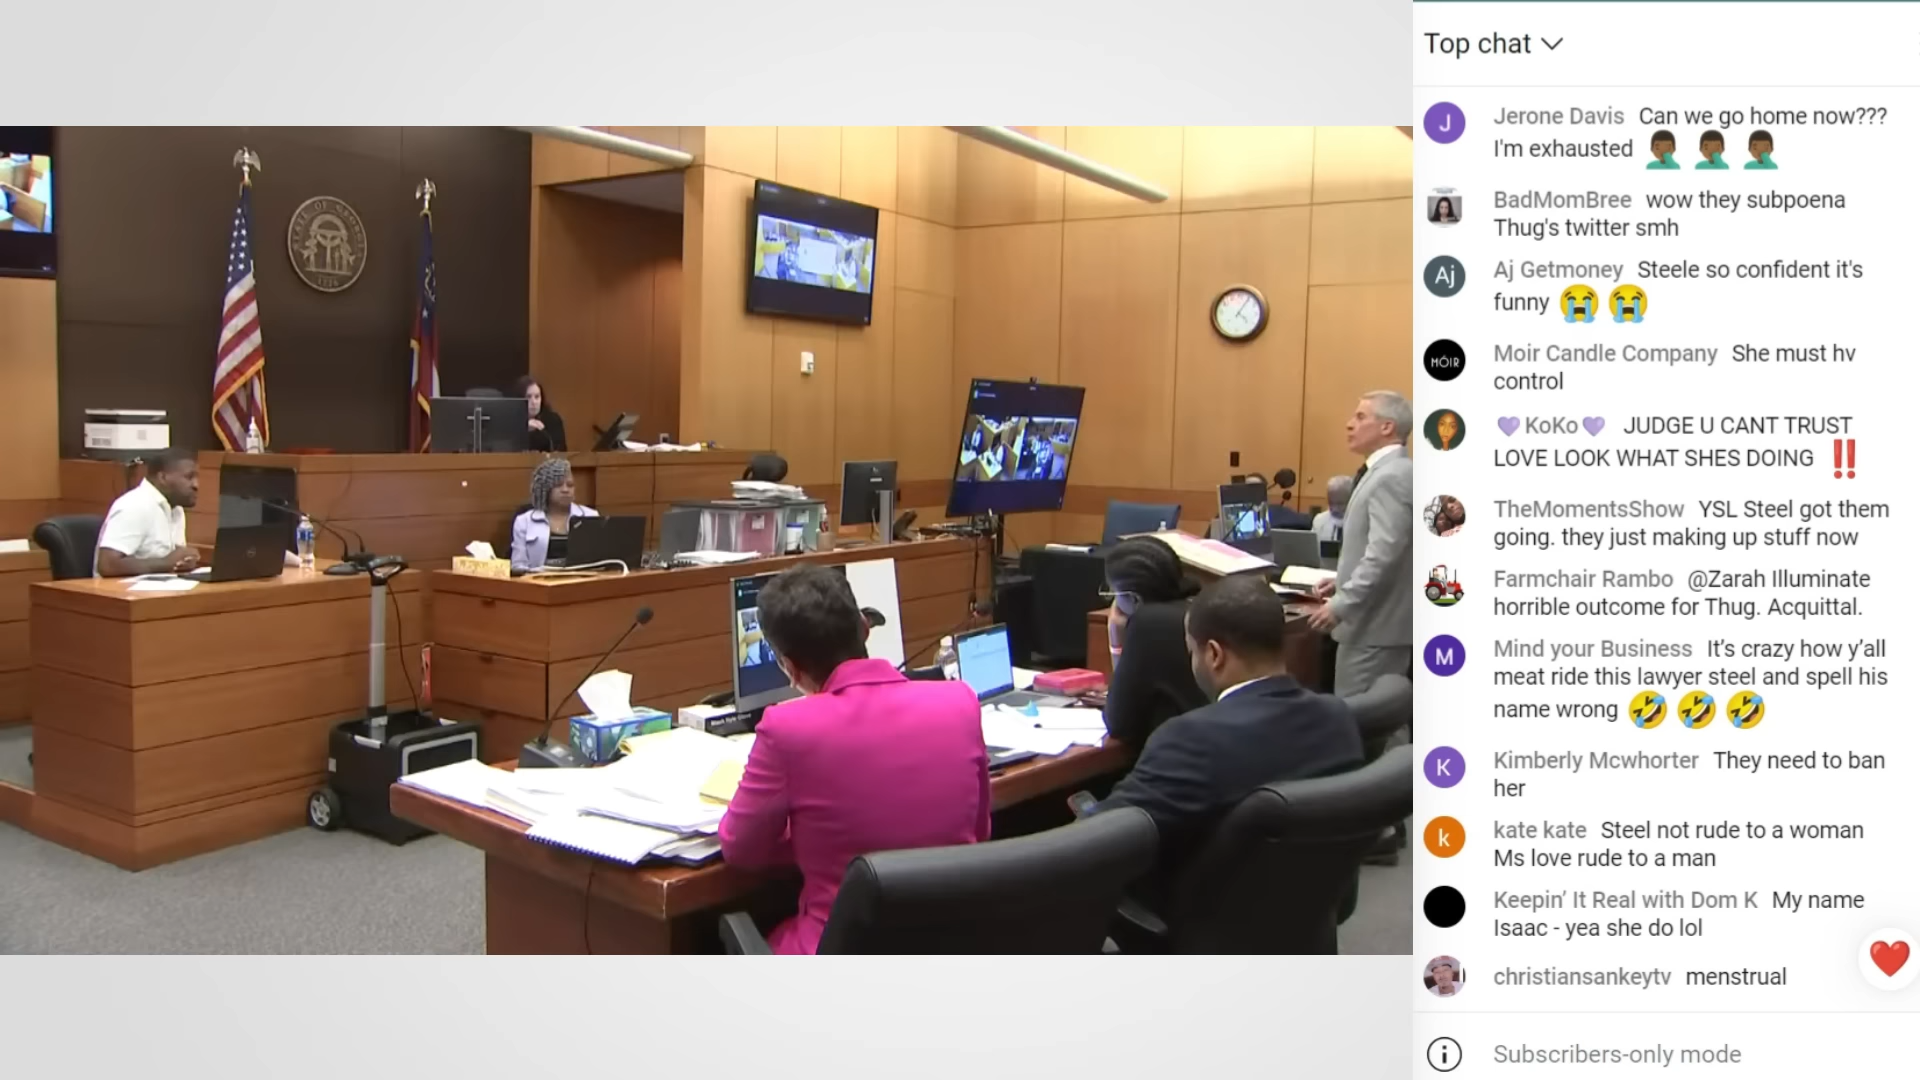 Top chat
J
Jerone Davis Can we go home now???
I'm exhausted 🤦🏾‍♂️ 🤦🏾‍♂️ 🤦🏾‍♂️
BadMomBree wow they subpoena
Thug's twitter smh
Aj
Aj Getmoney Steele so confident it's
funny 😭 😭
MÓIR
Moir Candle Company She must hv
control
💜KoKo💜 JUDGE U CANT TRUST
LOVE LOOK WHAT SHES DOING ‼️
TheMomentsShow YSL Steel got them
going. they just making up stuff now
Farmchair Rambo @Zarah Illuminate
horrible outcome for Thug. Acquittal.
M
Mind your Business It's crazy how y'all
meat ride this lawyer steel and spell his
name wrong 🤣 🤣 🤣
K
Kimberly Mcwhorter They need to ban
her
k
kate kate Steel not rude to a woman
Ms love rude to a man
Keepin' It Real with Dom K My name
Isaac - yea she do lol
christiansankeytv menstrual
Subscribers-only mode
STATE OF GEORGIA
1776